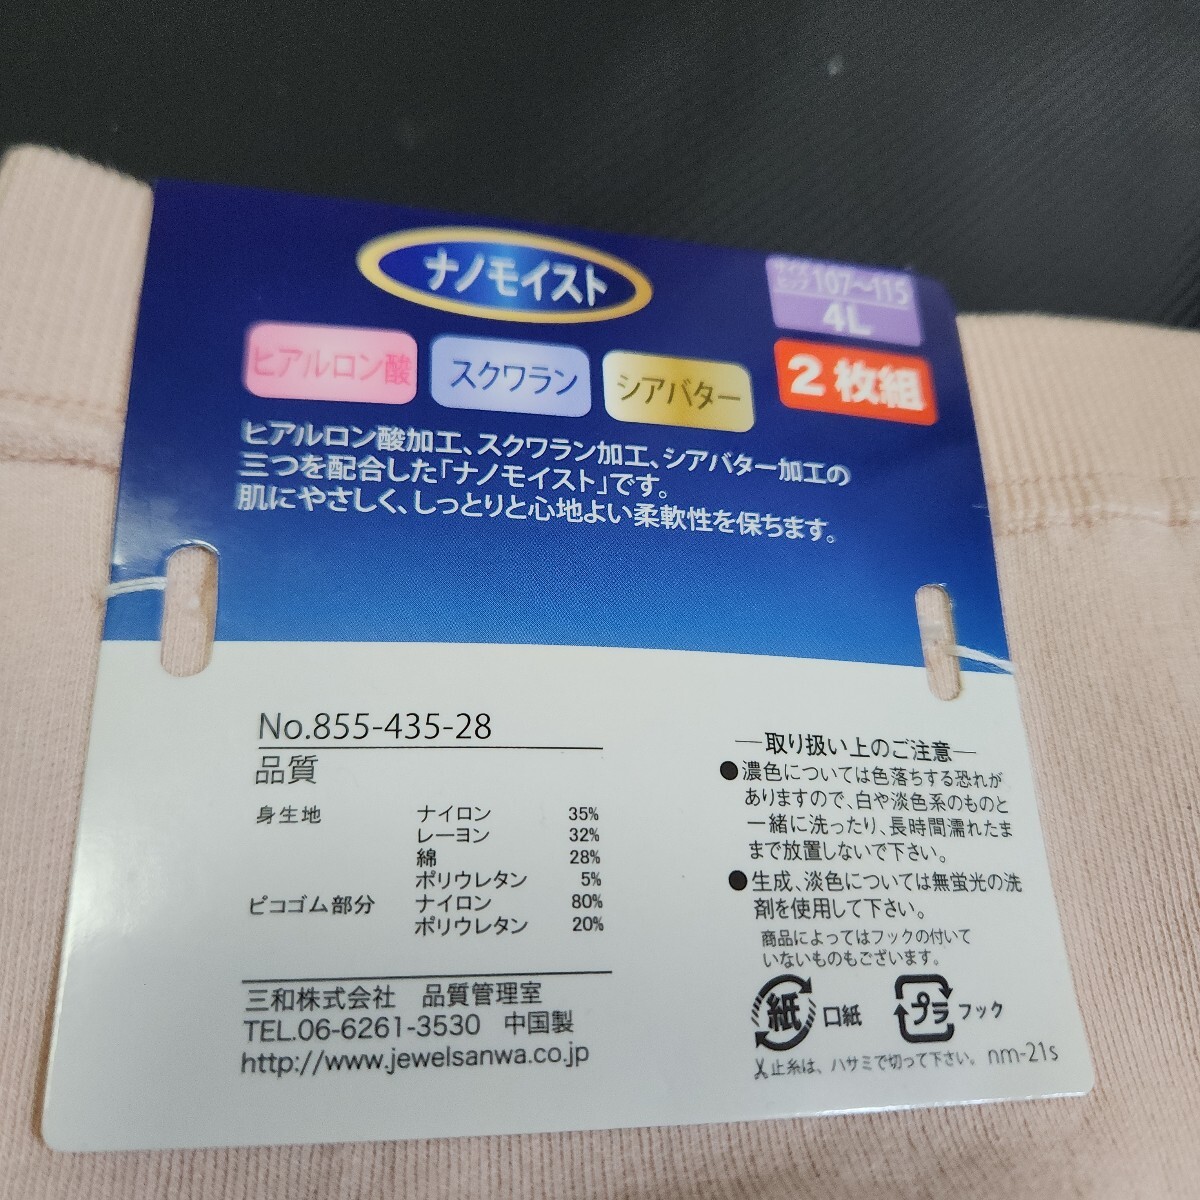 ナノモイスト
サイズ
ヒップ 107～115
4L
ヒアルロン酸
スクワラン
シアバター
2枚組
ヒアルロン酸加工、スクワラン加工、シアバター加工の
三つを配合した「ナノモイスト」です。
肌にやさしく、しっとりと心地よい柔軟性を保ちます。
No.855-435-28
品質
身生地 ナイロン 35%
レーヨン 32%
綿 28%
ポリウレタン 5%
ピコゴム部分 ナイロン 80%
ポリウレタン 20%
三和株式会社 品質管理室
TEL.06-6261-3530 中国製
http://www.jewelsanwa.co.jp
―取り扱い上のご注意―
●濃色については色落ちする恐れが
ありますので、白や淡色系のものと
一緒に洗ったり、長時間濡れたま
まで放置しないで下さい。
●生成、淡色については無蛍光の洗
剤を使用して下さい。
商品によってはフックの付いて
いないものもございます。
紙 口紙
プラ フック
止糸は、ハサミで切って下さい。 nm-21s